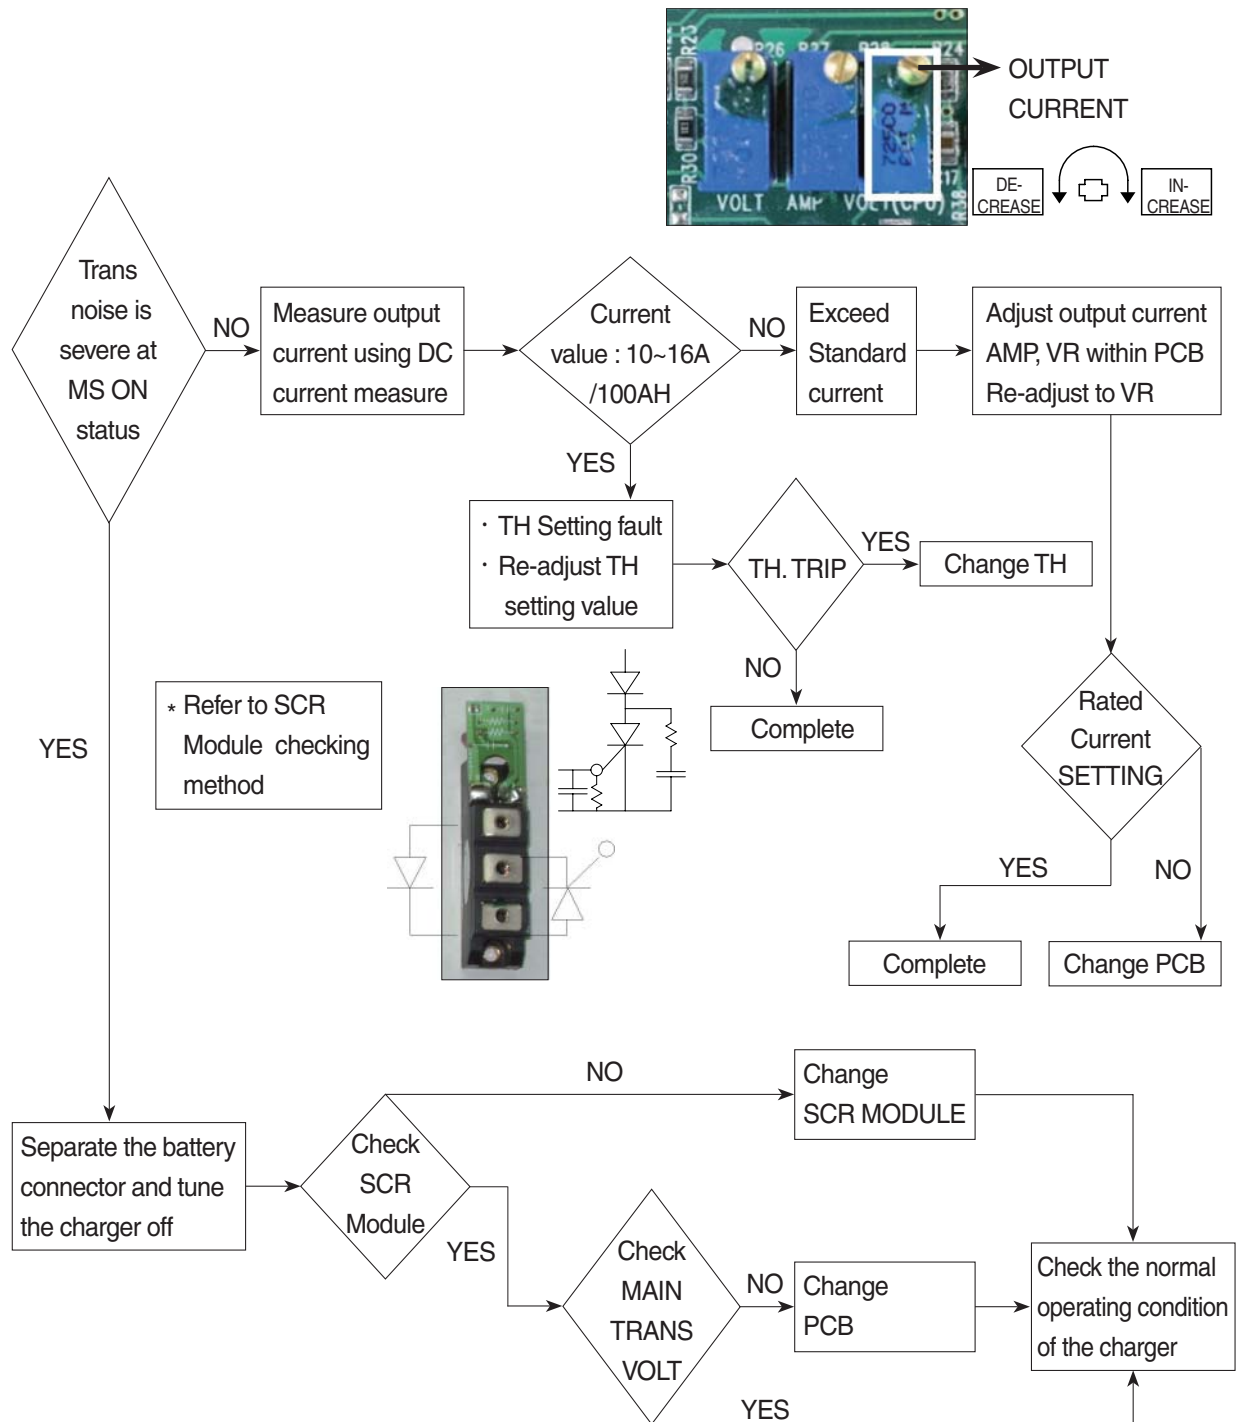 R23
R26
R27
R28
R24
OUTPUT
CURRENT
R30
VOLT
AMP
VOLT(CPU)
R38
DE-
CREASE
IN-
CREASE
Trans
noise is
severe at
MS ON
status
NO
Measure output
current using DC
current measure
Current
value : 10~16A
/100AH
NO
Exceed
Standard
current
Adjust output current
AMP, VR within PCB
Re-adjust to VR
YES
· TH Setting fault
· Re-adjust TH
setting value
TH. TRIP
YES
Change TH
NO
Complete
YES
* Refer to SCR
Module checking
method
Rated
Current
SETTING
YES
NO
Complete
Change PCB
Separate the battery
connector and tune
the charger off
Check
SCR
Module
NO
Change
SCR MODULE
YES
Check
MAIN
TRANS
VOLT
NO
Change
PCB
Check the normal
operating condition
of the charger
YES